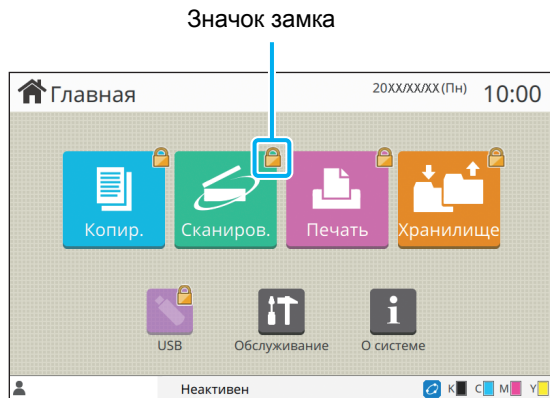 Значок замка
Главная
20XX/XX/XX (Пн) 10:00
Копир. Сканиров. Печать Хранилище
USB Обслуживание О системе
Неактивен K C M Y